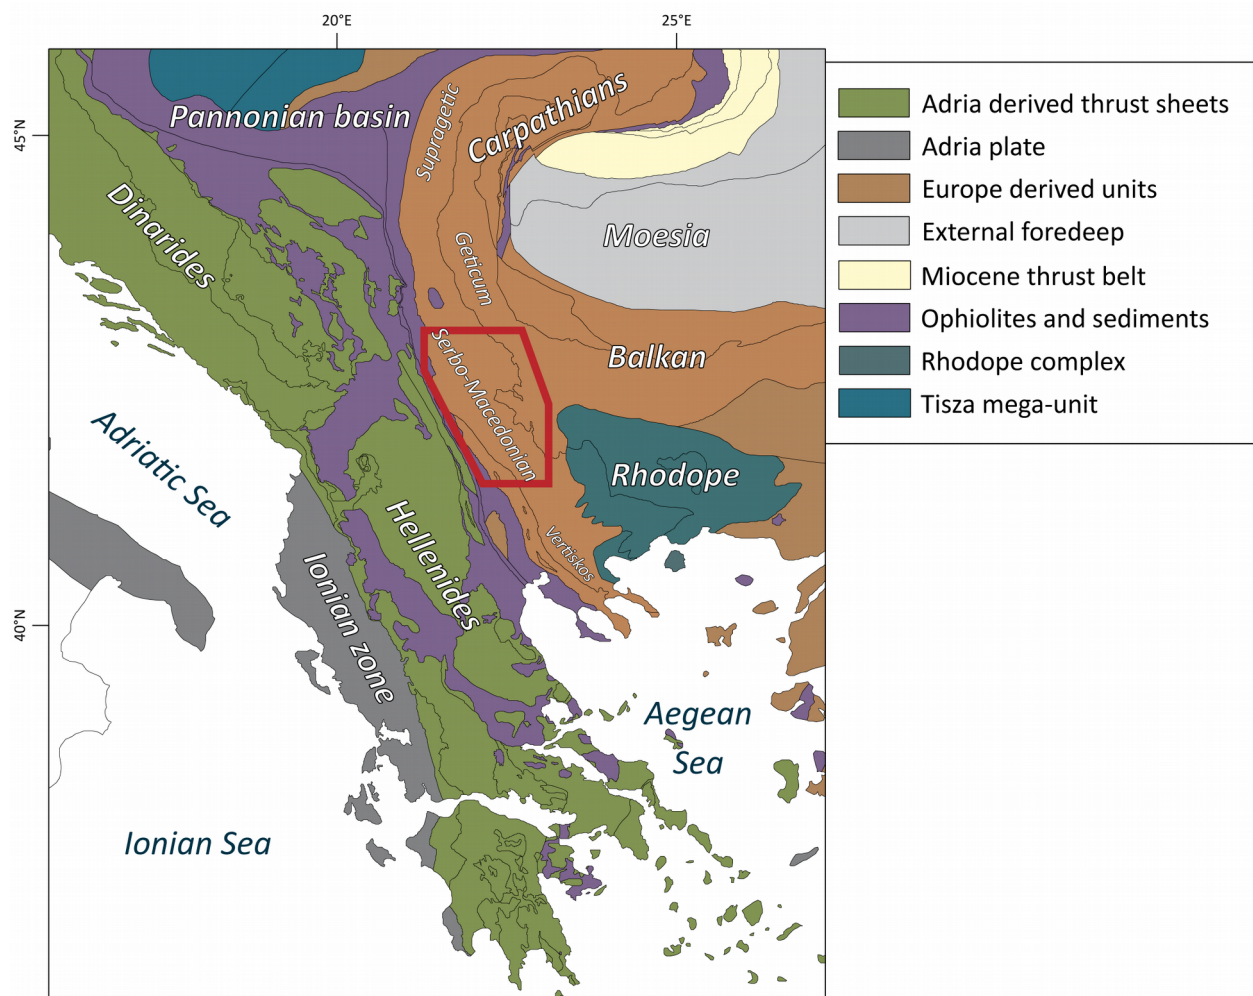 20°E
25°E
45°N
40°N
Pannonian basin
Supragetic
Carpathians
Dinarides
Moesia
Geticum
Serbo-Macedonian
Balkan
Adriatic Sea
Rhodope
Hellenides
Ionian zone
Vertiskos
Aegean
Sea
Ionian Sea
Adria derived thrust sheets
Adria plate
Europe derived units
External foredeep
Miocene thrust belt
Ophiolites and sediments
Rhodope complex
Tisza mega-unit